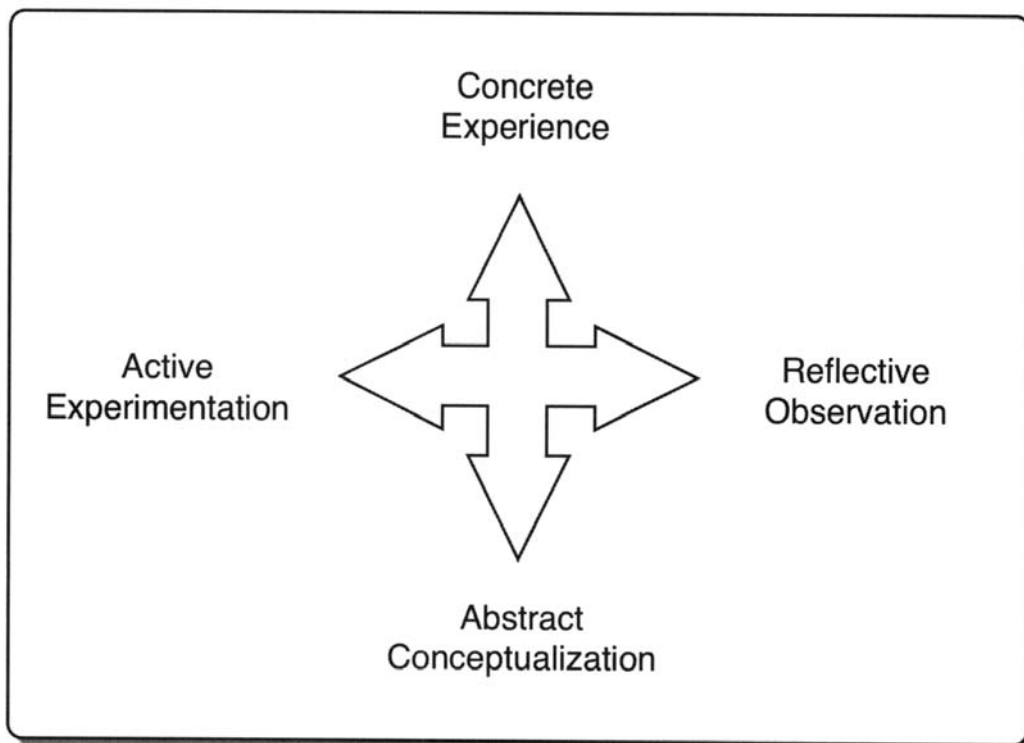 Concrete
Experience
Active
Experimentation
Reflective
Observation
Abstract
Conceptualization